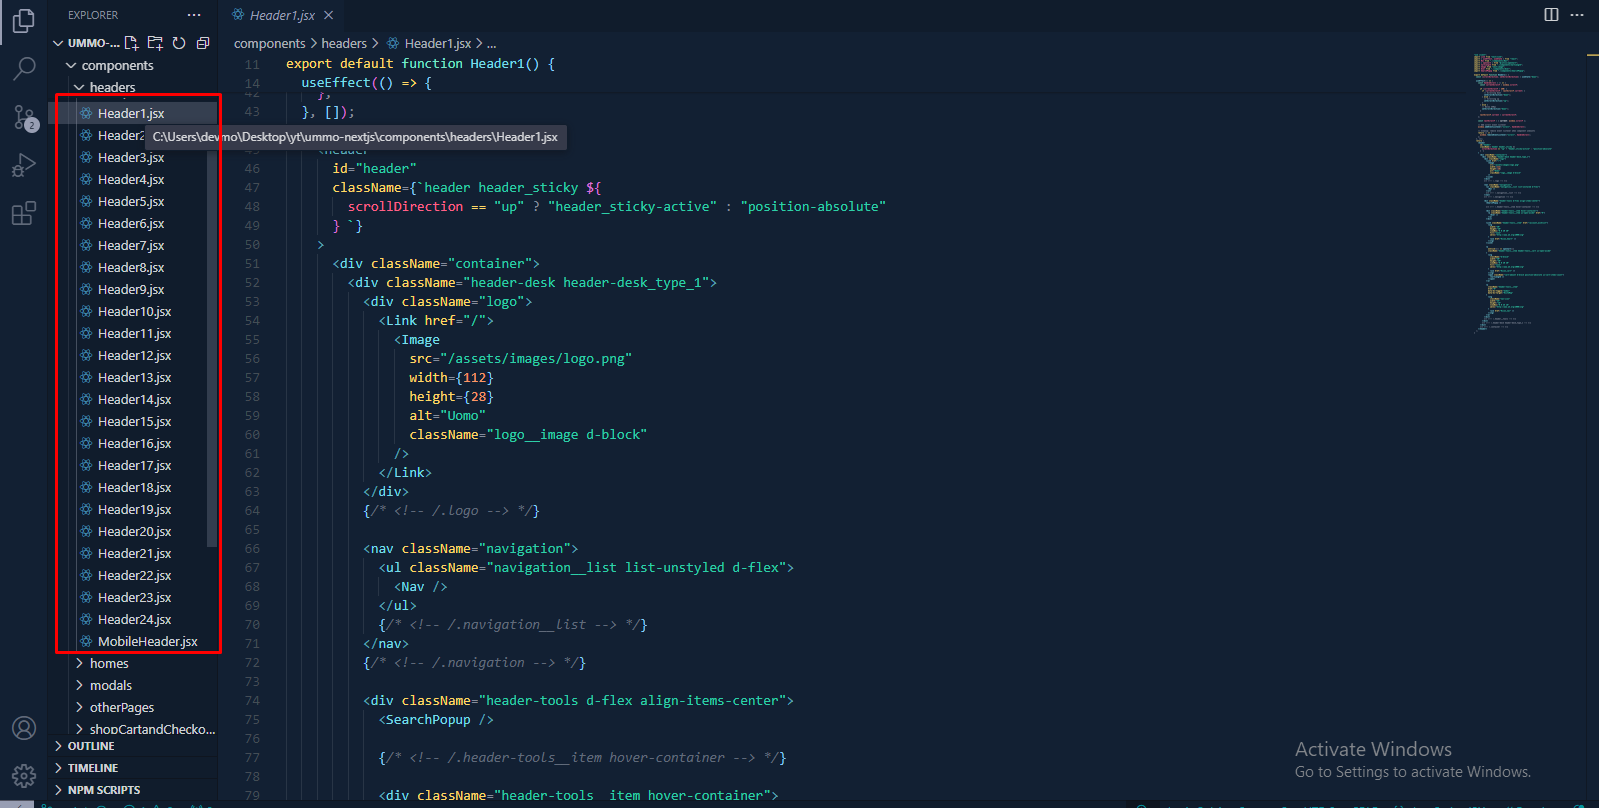 EXPLORER
UMMO-...
components
headers
Header1.jsx
Header2
Header3.jsx
Header4.jsx
Header5.jsx
Header6.jsx
Header7.jsx
Header8.jsx
Header9.jsx
Header10.jsx
Header11.jsx
Header12.jsx
Header13.jsx
Header14.jsx
Header15.jsx
Header16.jsx
Header17.jsx
Header18.jsx
Header19.jsx
Header20.jsx
Header21.jsx
Header22.jsx
Header23.jsx
Header24.jsx
MobileHeader.jsx
homes
modals
otherPages
shopCartandChecko...
OUTLINE
TIMELINE
NPM SCRIPTS
2
Header1.jsx
components > headers > Header1.jsx > ...
11 export default function Header1() {
14 useEffect(() => {
42 };
43 }, []);
C:\Users\devmo\Desktop\yt\ummo-nextjs\components\headers\Header1.jsx
<header
46 id="header"
47 className={`header header_sticky ${
48 scrollDirection == "up" ? "header_sticky-active" : "position-absolute"
49 } `}
50 >
51 <div className="container">
52 <div className="header-desk header-desk_type_1">
53 <div className="logo">
54 <Link href="/">
55 <Image
56 src="/assets/images/logo.png"
57 width={112}
58 height={28}
59 alt="Uomo"
60 className="logo__image d-block"
61 />
62 </Link>
63 </div>
64 {/* <!-- /.logo --> */}
65
66 <nav className="navigation">
67 <ul className="navigation__list list-unstyled d-flex">
68 <Nav />
69 </ul>
70 {/* <!-- /.navigation__list --> */}
71 </nav>
72 {/* <!-- /.navigation --> */}
73
74 <div className="header-tools d-flex align-items-center">
75 <SearchPopup />
76
77 {/* <!-- /.header-tools__item hover-container --> */}
78
79 <div className="header-tools__item hover-container">
Activate Windows
Go to Settings to activate Windows.